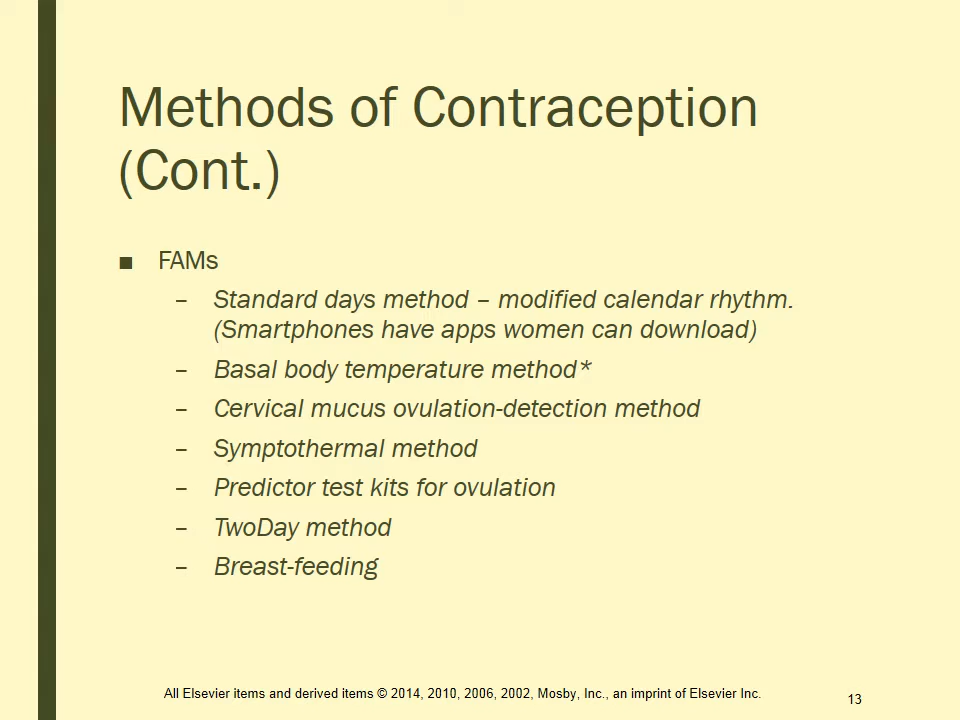 Methods of Contraception
(Cont.)
■ FAMs
– Standard days method – modified calendar rhythm.
(Smartphones have apps women can download)
– Basal body temperature method*
– Cervical mucus ovulation-detection method
– Symptothermal method
– Predictor test kits for ovulation
– TwoDay method
– Breast-feeding
All Elsevier items and derived items © 2014, 2010, 2006, 2002, Mosby, Inc., an imprint of Elsevier Inc.
13